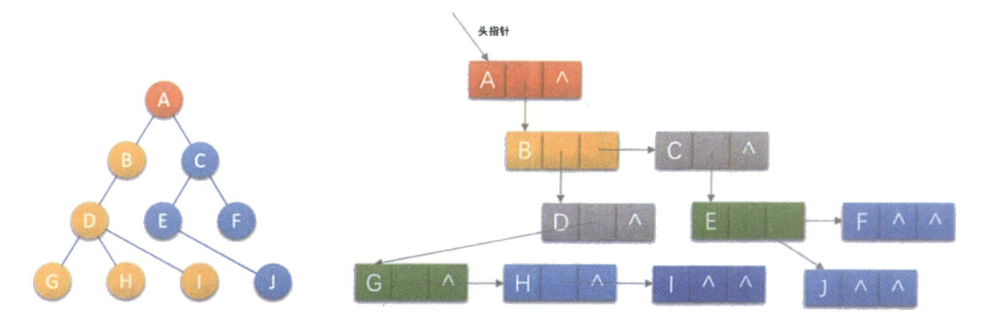 头指针
A ^
A
B C ^
B C
D ^ E F ^ ^
D E F
G ^ H ^ I ^ ^ J ^ ^
G H I J